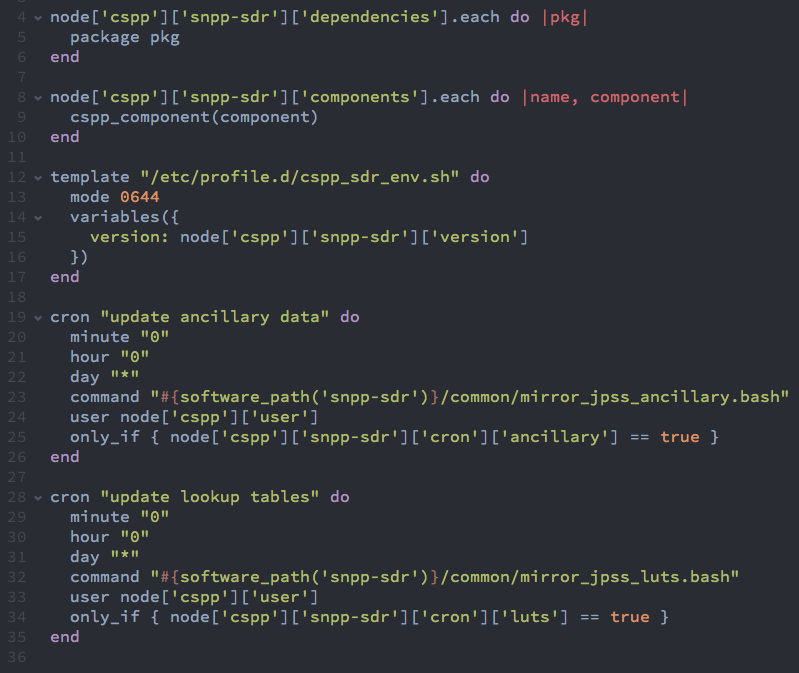 4 node['cspp']['snpp-sdr']['dependencies'].each do |pkg|
5   package pkg
6 end
7
8 node['cspp']['snpp-sdr']['components'].each do |name, component|
9   cspp_component(component)
10 end
11
12 template "/etc/profile.d/cspp_sdr_env.sh" do
13   mode 0644
14   variables({
15     version: node['cspp']['snpp-sdr']['version']
16   })
17 end
18
19 cron "update ancillary data" do
20   minute "0"
21   hour "0"
22   day "*"
23   command "#{software_path('snpp-sdr')}/common/mirror_jpss_ancillary.bash"
24   user node['cspp']['user']
25   only_if { node['cspp']['snpp-sdr']['cron']['ancillary'] == true }
26 end
27
28 cron "update lookup tables" do
29   minute "0"
30   hour "0"
31   day "*"
32   command "#{software_path('snpp-sdr')}/common/mirror_jpss_luts.bash"
33   user node['cspp']['user']
34   only_if { node['cspp']['snpp-sdr']['cron']['luts'] == true }
35 end
36